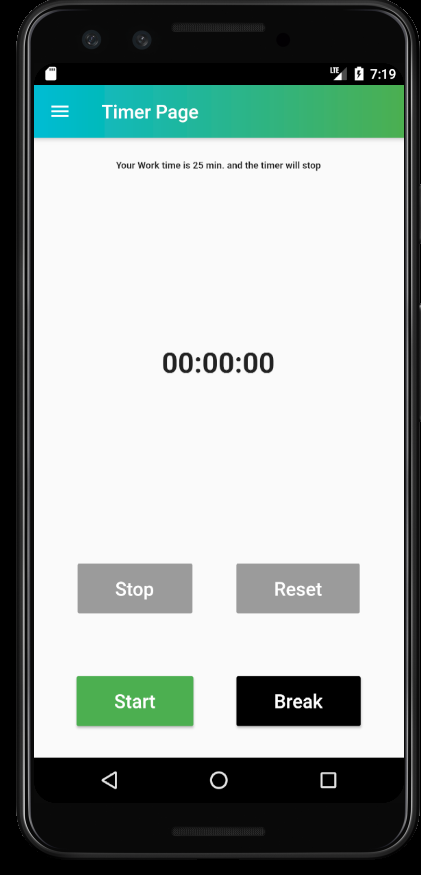 LTE 7:19
Timer Page
Your Work time is 25 min. and the timer will stop
00:00:00
Stop Reset
Start Break